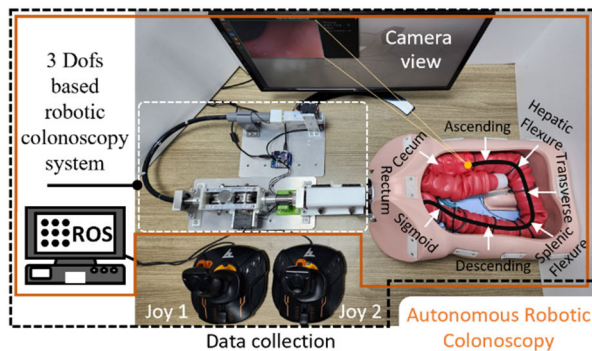 3 Dofs
based
robotic
colonoscopy
system
ROS
Camera
view
Cecum
Ascending
Hepatic
Flexure
Transverse
Splenic
Flexure
Descending
Sigmoid
Rectum
Joy 1
Joy 2
Data collection
Autonomous Robotic
Colonoscopy